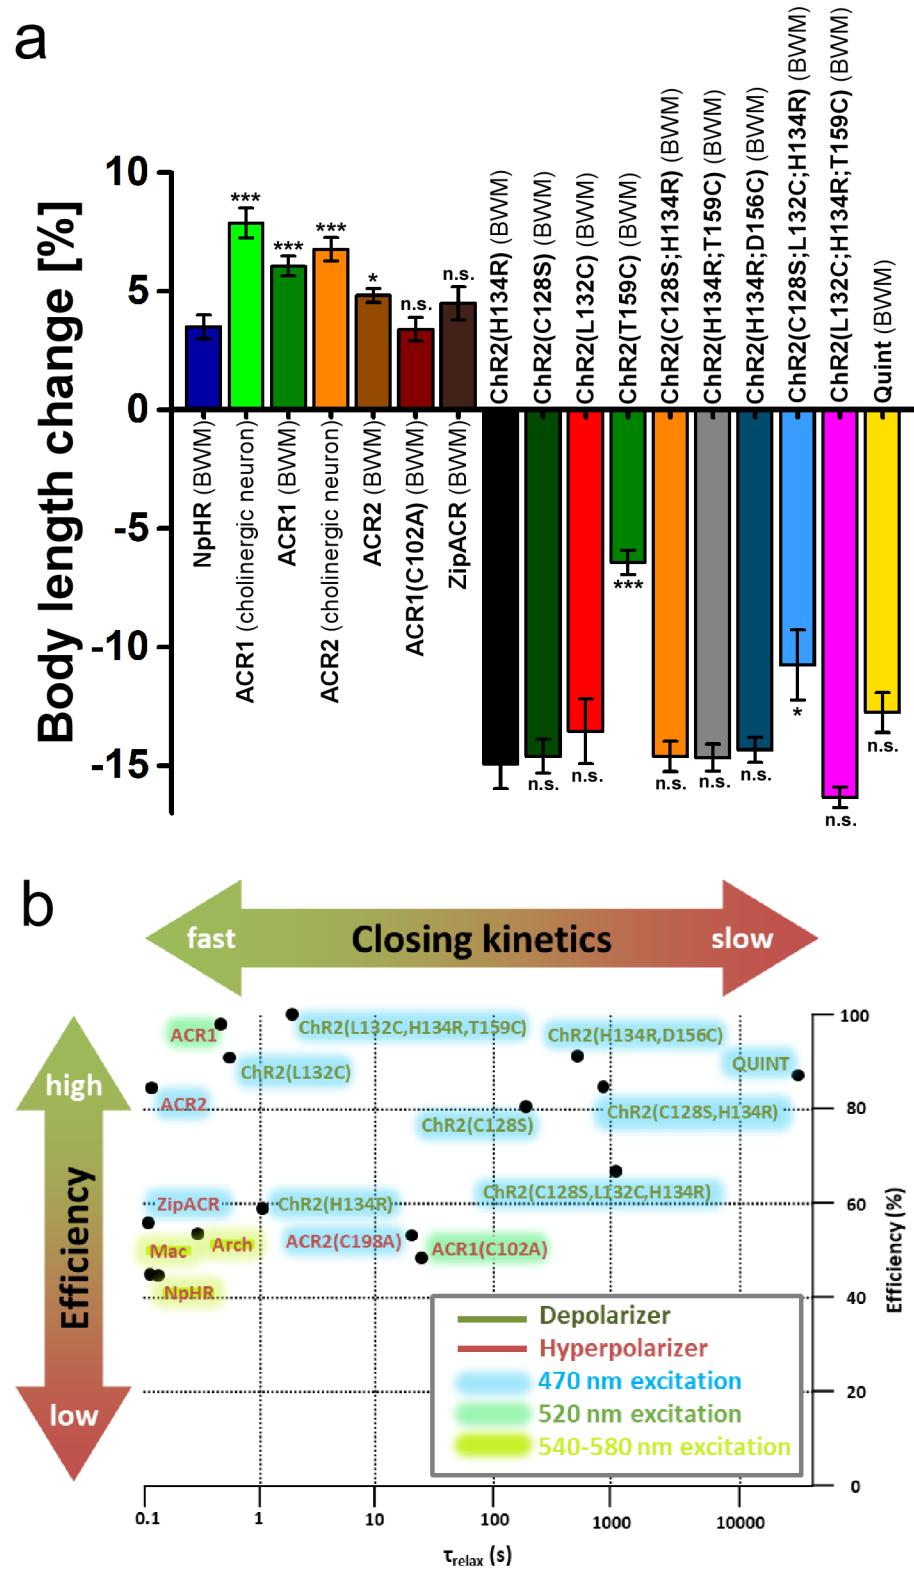 a
Body length change [%]
10
5
0
-5
-10
-15
***
***
***
*
n.s.
n.s.
NpHR (BWM)
ACR1 (cholinergic neuron)
ACR1 (BWM)
ACR2 (cholinergic neuron)
ACR2 (BWM)
ACR1(C102A) (BWM)
ZipACR (BWM)
ChR2(H134R) (BWM)
ChR2(C128S) (BWM)
ChR2(L132C) (BWM)
ChR2(T159C) (BWM)
ChR2(C128S;H134R) (BWM)
ChR2(H134R;T159C) (BWM)
ChR2(H134R;D156C) (BWM)
ChR2(C128S;L132C;H134R) (BWM)
ChR2(L132C;H134R;T159C) (BWM)
Quint (BWM)
n.s.
n.s.
***
n.s.
n.s.
n.s.
*
n.s.
n.s.
b
fast
Closing kinetics
slow
high
Efficiency
low
ACR1
ChR2(L132C,H134R,T159C)
ChR2(H134R,D156C)
ChR2(L132C)
QUINT
ACR2
ChR2(C128S)
ChR2(C128S,H134R)
ZipACR
ChR2(H134R)
ChR2(C128S,L132C,H134R)
Mac
Arch
ACR2(C198A)
ACR1(C102A)
NpHR
Depolarizer
Hyperpolarizer
470 nm excitation
520 nm excitation
540-580 nm excitation
100
80
60
40
20
0
Efficiency (%)
0.1
1
10
100
1000
10000
τrelax (s)